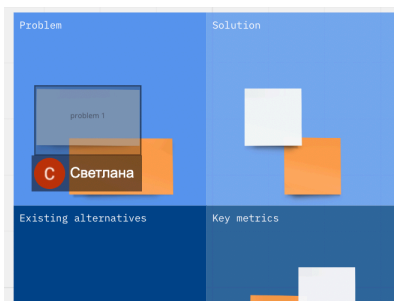 Problem
Solution
problem 1
С Светлана
Existing alternatives
Key metrics